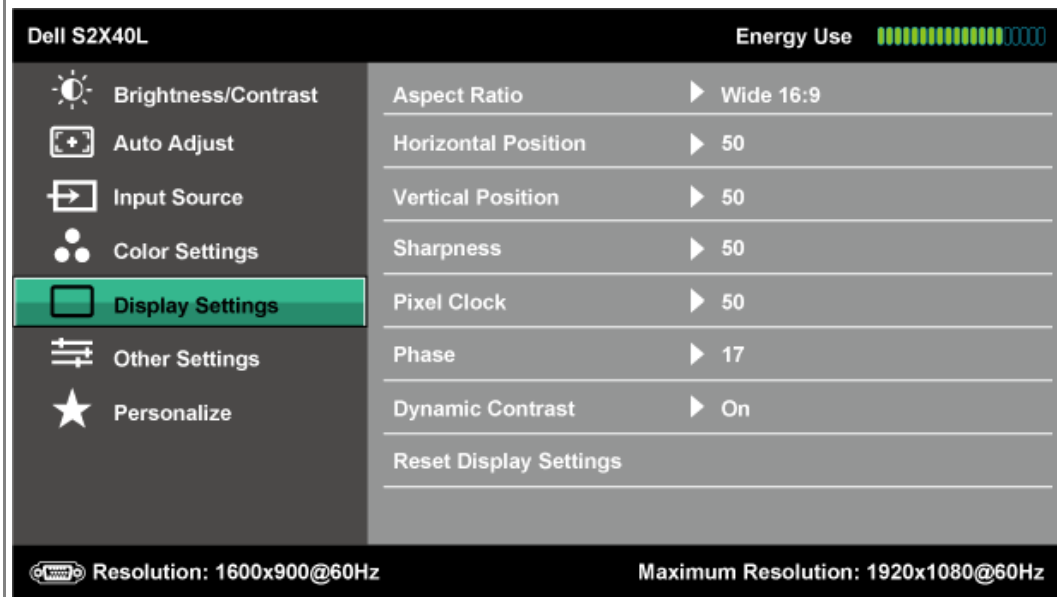 Dell S2X40L Energy Use
Brightness/Contrast
Auto Adjust
Input Source
Color Settings
Display Settings
Other Settings
Personalize
Aspect Ratio Wide 16:9
Horizontal Position 50
Vertical Position 50
Sharpness 50
Pixel Clock 50
Phase 17
Dynamic Contrast On
Reset Display Settings
Resolution: 1600x900@60Hz Maximum Resolution: 1920x1080@60Hz